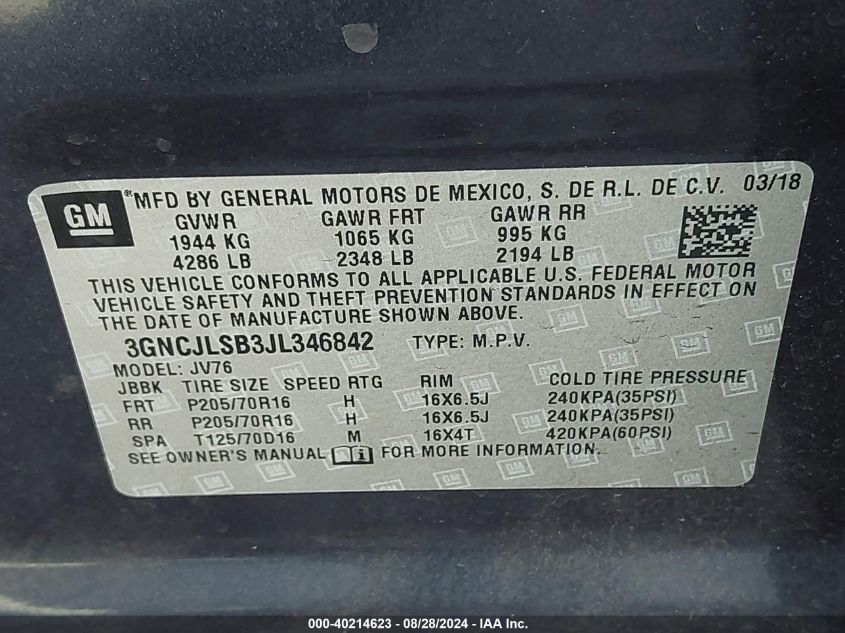 GM MFD BY GENERAL MOTORS DE MEXICO, S. DE R.L. DE C.V. 03/18
GVWR GAWR FRT GAWR RR
1944 KG 1065 KG 995 KG
4286 LB 2348 LB 2194 LB
THIS VEHICLE CONFORMS TO ALL APPLICABLE U.S. FEDERAL MOTOR
VEHICLE SAFETY AND THEFT PREVENTION STANDARDS IN EFFECT ON
THE DATE OF MANUFACTURE SHOWN ABOVE.
3GNCJLSB3JL346842 TYPE: M.P.V.
MODEL: JV76
JBBK TIRE SIZE SPEED RTG RIM COLD TIRE PRESSURE
FRT P205/70R16 H 16X6.5J 240KPA(35PSI)
RR P205/70R16 H 16X6.5J 240KPA(35PSI)
SPA T125/70D16 M 16X4T 420KPA(60PSI)
SEE OWNER'S MANUAL FOR MORE INFORMATION.
000-40214623 | 08/28/2024 - IAA Inc.